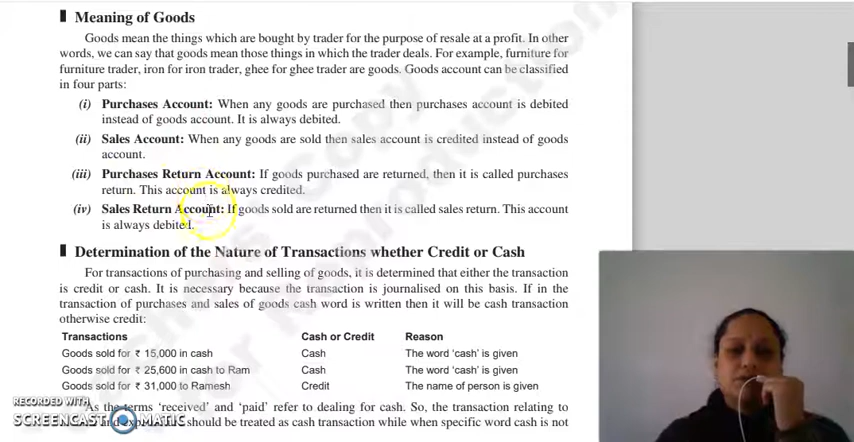 Meaning of Goods
Goods mean the things which are bought by trader for the purpose of resale at a profit. In other
words, we can say that goods mean those things in which the trader deals. For example, furniture for
furniture trader, iron for iron trader, ghee for ghee trader are goods. Goods account can be classified
in four parts:
(i) Purchases Account: When any goods are purchased then purchases account is debited
instead of goods account. It is always debited.
(ii) Sales Account: When any goods are sold then sales account is credited instead of goods
account.
(iii) Purchases Return Account: If goods purchased are returned, then it is called purchases
return. This account is always credited.
(iv) Sales Return Account: If goods sold are returned then it is called sales return. This account
is always debited.
Determination of the Nature of Transactions whether Credit or Cash
For transactions of purchasing and selling of goods, it is determined that either the transaction
is credit or cash. It is necessary because the transaction is journalised on this basis. If in the
transaction of purchases and sales of goods cash word is written then it will be cash transaction
otherwise credit:
Transactions Cash or Credit Reason
Goods sold for ₹ 15,000 in cash Cash The word ‘cash’ is given
Goods sold for ₹ 25,600 in cash to Ram Cash The word ‘cash’ is given
Goods sold for ₹ 31,000 to Ramesh Credit The name of person is given
As the terms ‘received’ and ‘paid’ refer to dealing for cash. So, the transaction relating to
should be treated as cash transaction while when specific word cash is not
RECORDED WITH
SCREENCAST MATIC